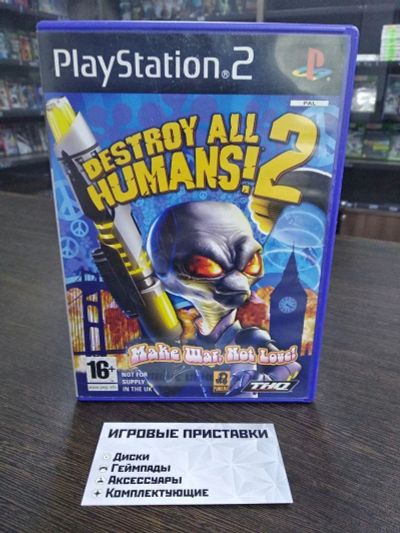 PlayStation®2
PAL
DESTROY ALL
HUMANS! 2
Make War, Not Love!
16+
NOT FOR
SUPPLY
IN THE UK
THQ
ИГРОВЫЕ ПРИСТАВКИ
Диски
Геймпады
Аксессуары
Комплектующие